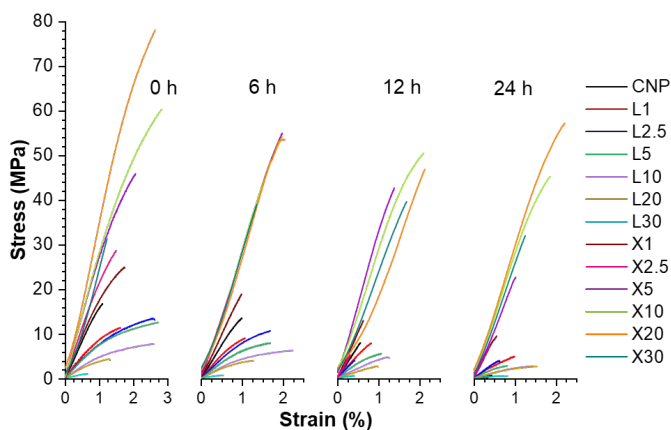 Stress (MPa)
80
70
60
50
40
30
20
10
0
0 h
6 h
12 h
24 h
0 1 2 3
0 1 2
0 1 2
0 1 2
Strain (%)
CNP
L1
L2.5
L5
L10
L20
L30
X1
X2.5
X5
X10
X20
X30